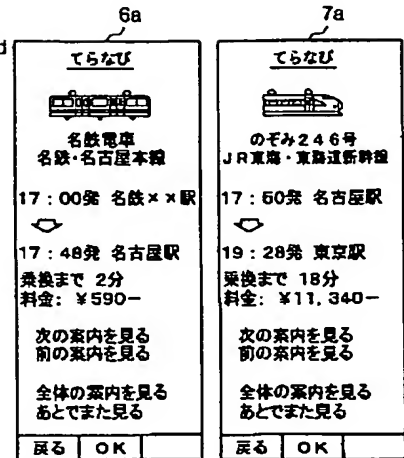 6a
d
てらなび
名鉄電車
名鉄・名古屋本線
17:00発 名鉄××駅
17:48発 名古屋駅
乗換まで 2分
料金: ¥590−
次の案内を見る
前の案内を見る
全体の案内を見る
あとでまた見る
戻る OK
7a
てらなび
のぞみ246号
JR東海・東海道新幹線
17:50発 名古屋駅
19:28発 東京駅
乗換まで 18分
料金: ¥11,340−
次の案内を見る
前の案内を見る
全体の案内を見る
あとでまた見る
戻る OK